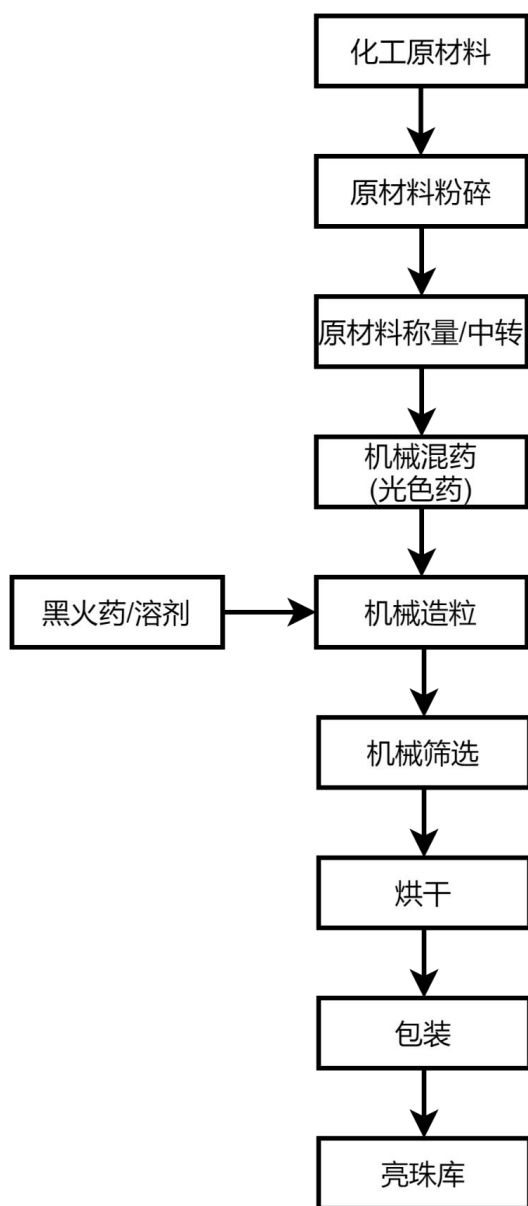 化工原材料
原材料粉碎
原材料称量/中转
机械混药
(光色药)
黑火药/溶剂
机械造粒
机械筛选
烘干
包装
亮珠库